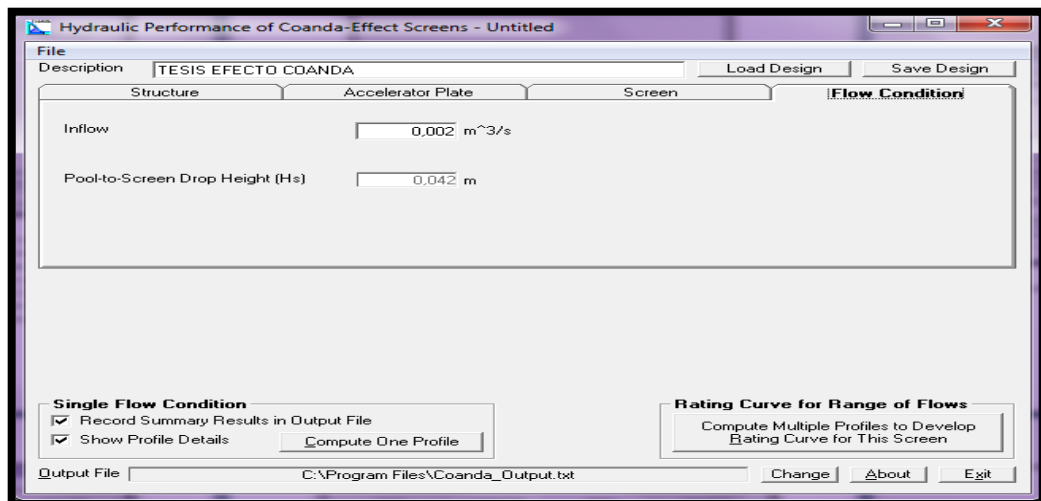 Hydraulic Performance of Coanda-Effect Screens - Untitled
File
Description TESIS EFECTO COANDA Load Design Save Design
Structure Accelerator Plate Screen Flow Condition
Inflow 0,002 m^3/s
Pool-to-Screen Drop Height (Hs) 0,042 m
Single Flow Condition
Record Summary Results in Output File
Show Profile Details Compute One Profile
Rating Curve for Range of Flows
Compute Multiple Profiles to Develop
Rating Curve for This Screen
Output File C:\Program Files\Coanda_Output.txt Change About Exit